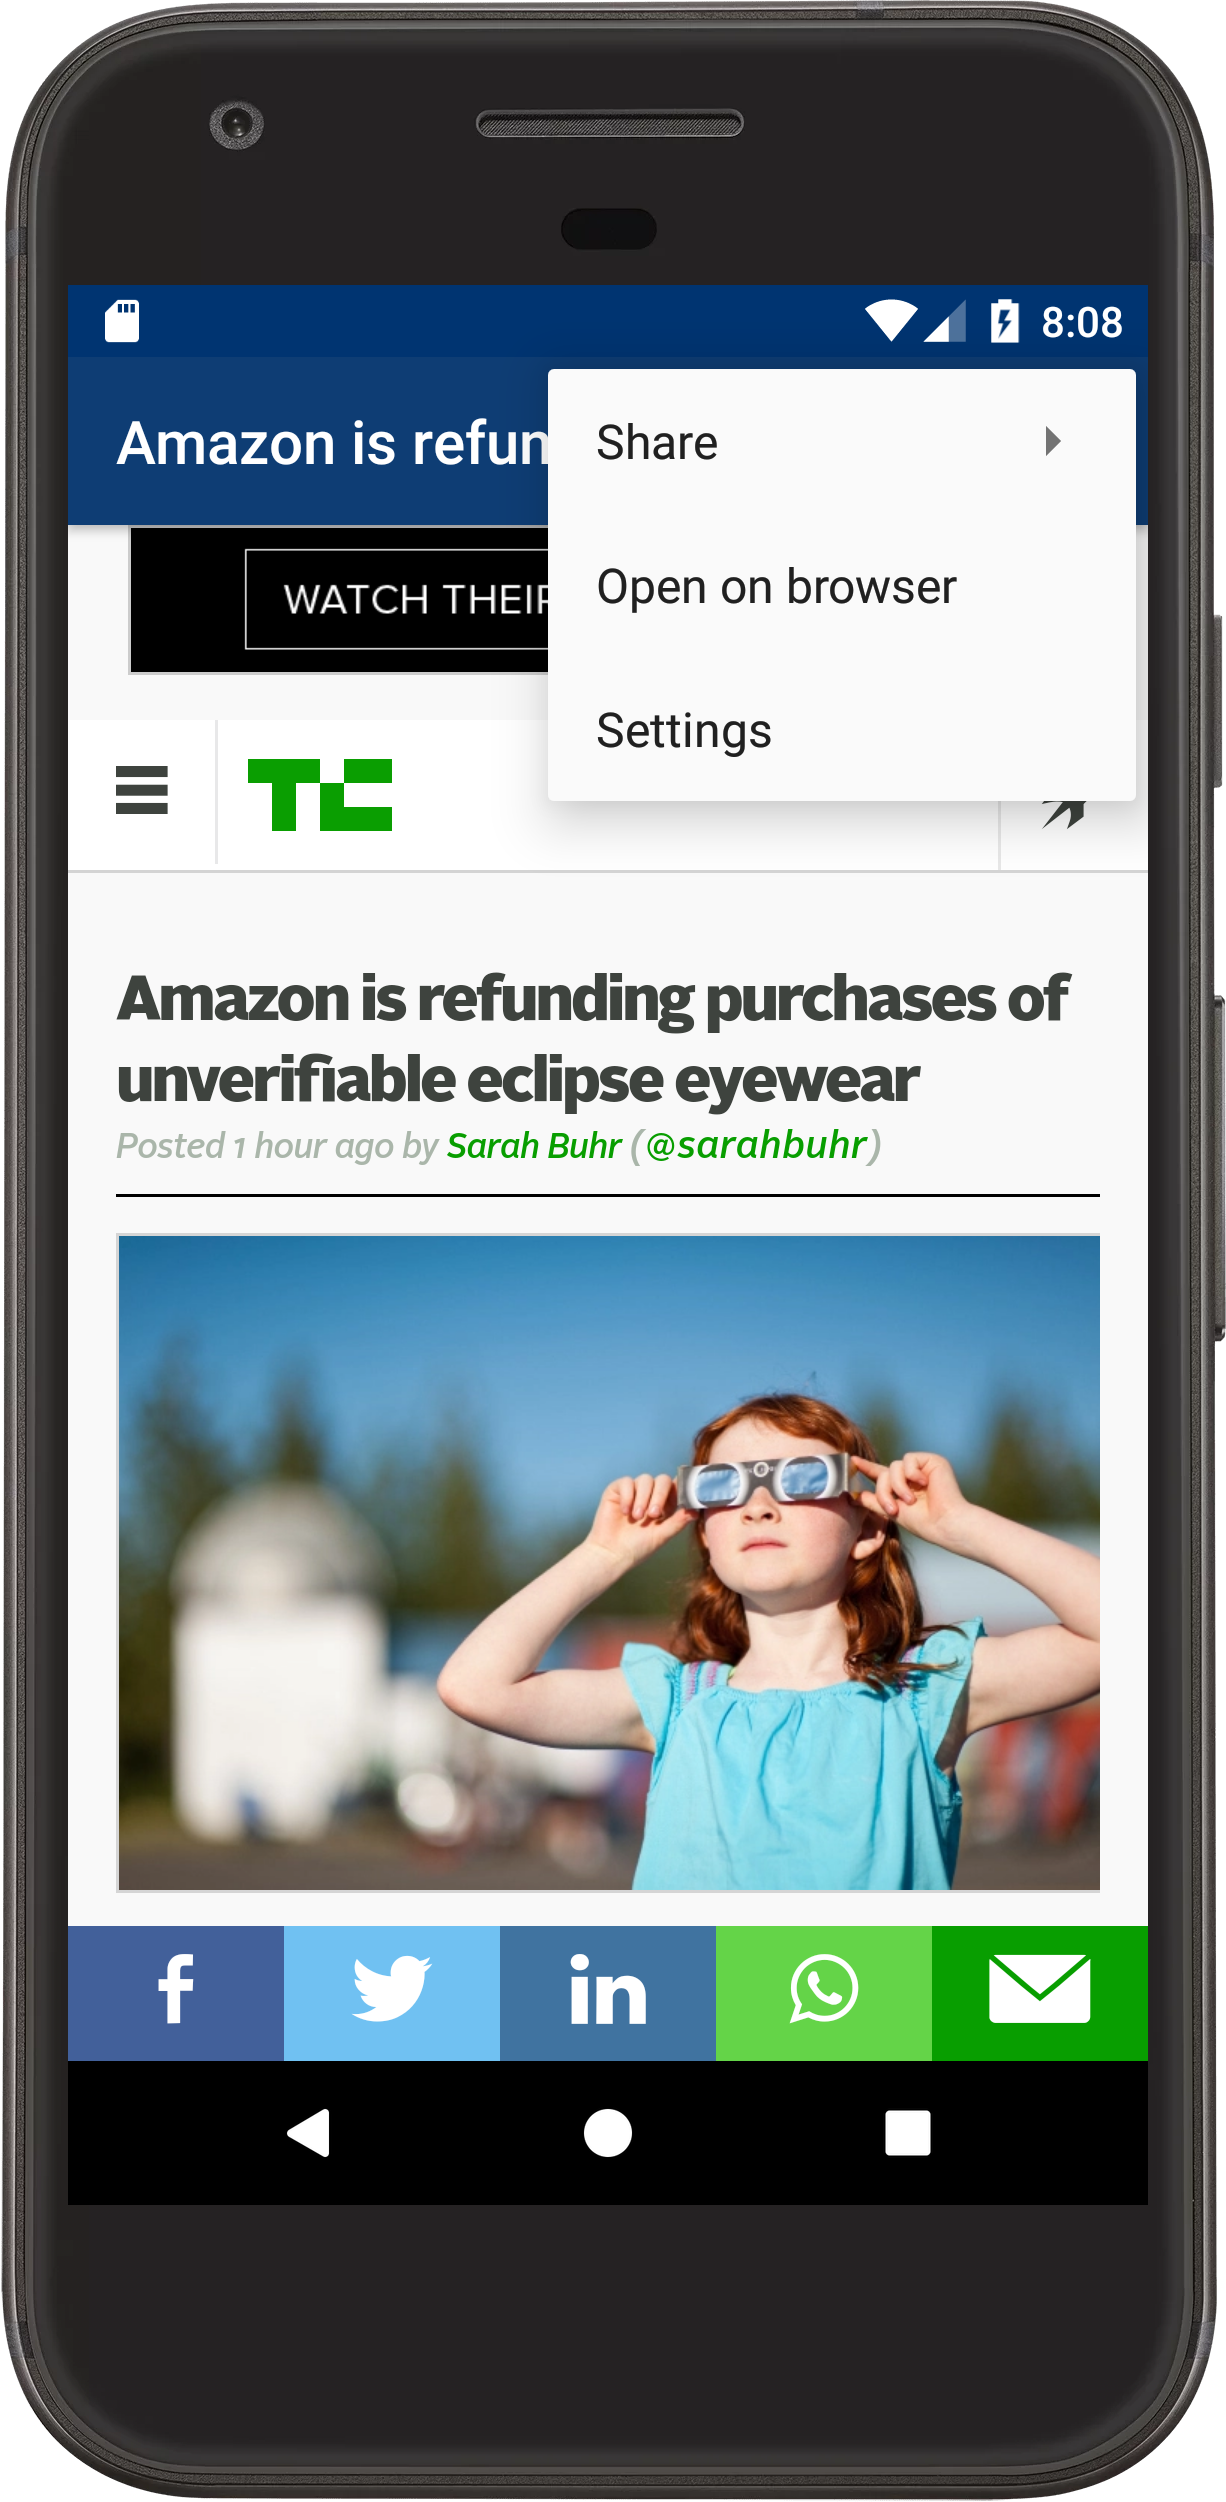 8:08
Amazon is refun
Share
Open on browser
Settings
WATCH THEIR
TC
Amazon is refunding purchases of
unverifiable eclipse eyewear
Posted 1 hour ago by Sarah Buhr (@sarahbuhr)
f
in